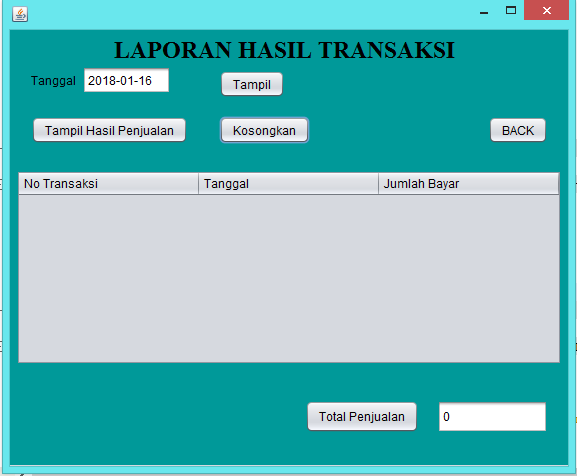 LAPORAN HASIL TRANSAKSI
Tanggal 2018-01-16 Tampil
Tampil Hasil Penjualan Kosongkan BACK
No Transaksi Tanggal Jumlah Bayar
Total Penjualan 0